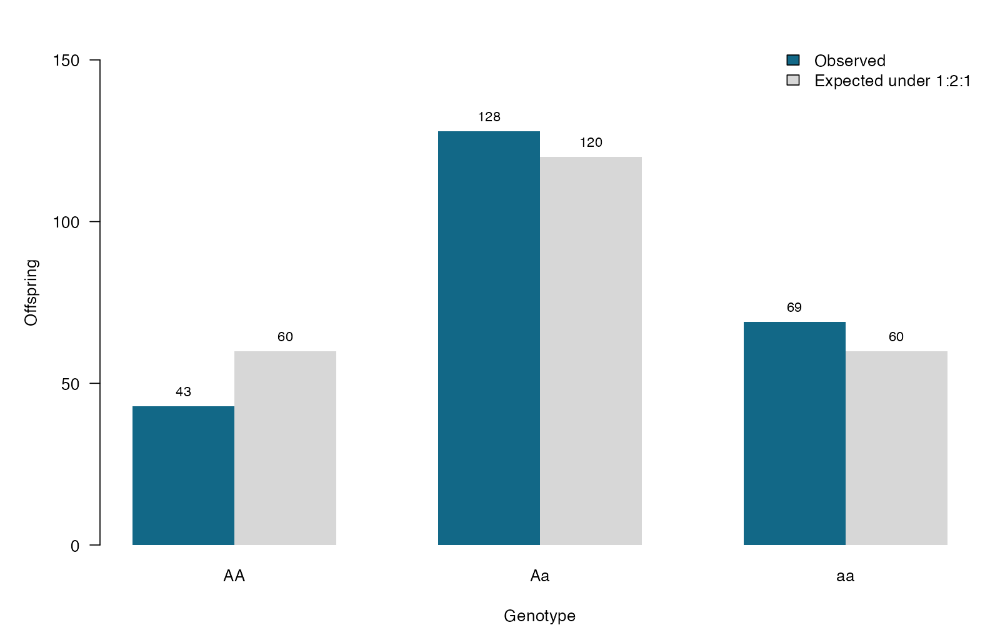 150
100
50
0
Offspring
Observed
Expected under 1:2:1
43
60
128
120
69
60
AA
Aa
aa
Genotype